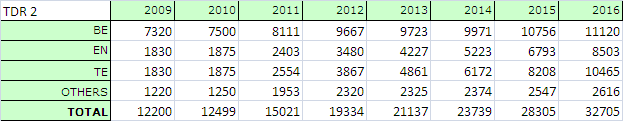 TDR 2 2009 2010 2011 2012 2013 2014 2015 2016
BE 7320 7500 8111 9667 9723 9971 10756 11120
EN 1830 1875 2403 3480 4227 5223 6793 8503
TE 1830 1875 2554 3867 4861 6172 8208 10465
OTHERS 1220 1250 1953 2320 2325 2374 2547 2616
TOTAL 12200 12499 15021 19334 21137 23739 28305 32705